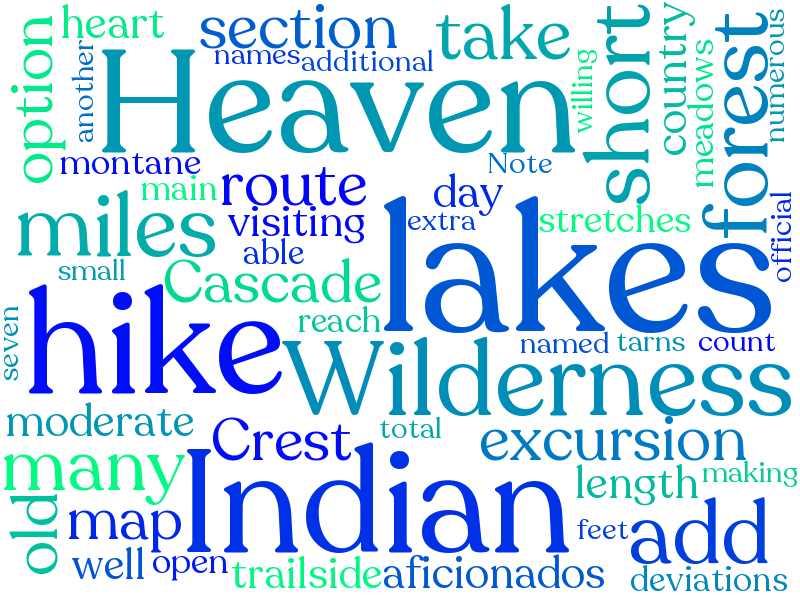 heart
section
take
names
additional
option
another
Heaven
willing
short
country
meadows
forest
numerous
montane
Note
main
route
day
miles
visiting
extra
stretches
official
able
lakes
small
Cascade
hike
reach
seven
named
tarns
count
Wilderness
moderate
Crest
total
excursion
many
Indian
length
making
old
map
feet
add
well
open
trailside
aficionados
deviations